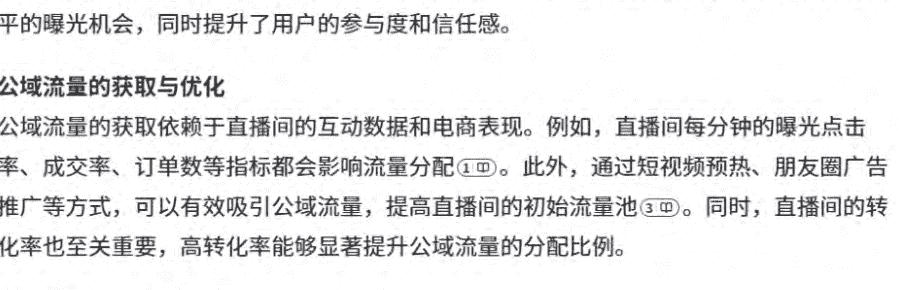 平的曝光机会，同时提升了用户的参与度和信任感。
公域流量的获取与优化
公域流量的获取依赖于直播间的互动数据和电商表现。例如，直播间每分钟的曝光点击
率、成交率、订单数等指标都会影响流量分配1。此外，通过短视频预热、朋友圈广告
推广等方式，可以有效吸引公域流量，提高直播间的初始流量池3。同时，直播间的转
化率也至关重要，高转化率能够显著提升公域流量的分配比例。